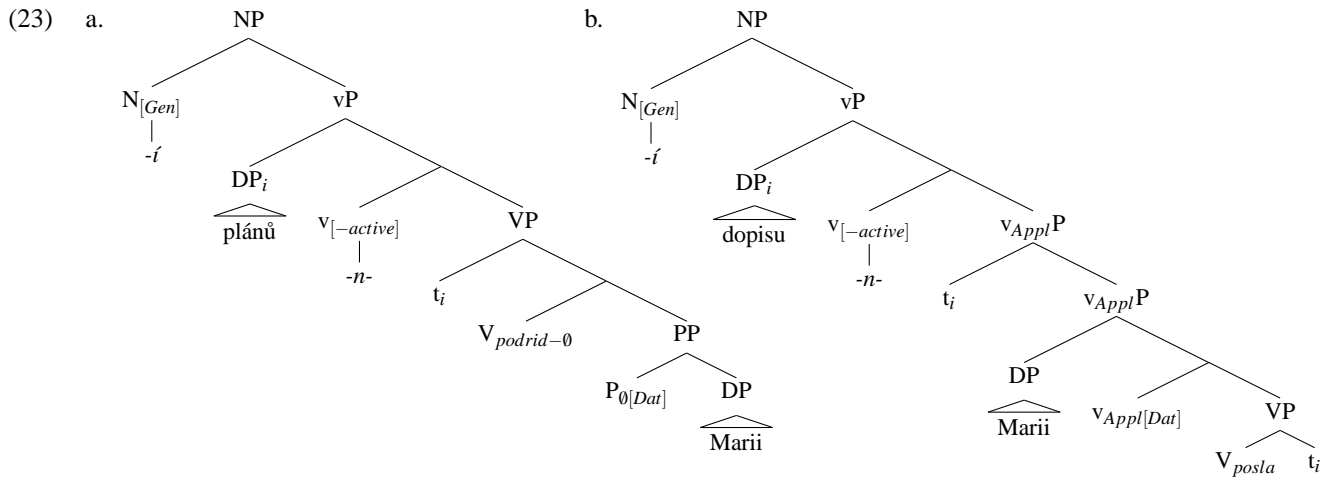 (23) a. NP b. NP
N[Gen] vP N[Gen] vP
-í -í
DPi DPi
plánů v[−active] VP dopisu v[−active] vApplP
-n- -n-
ti ti
Vpodrid−∅ PP vApplP
P∅[Dat] DP DP
Marii Marii vAppl[Dat] VP
Vposla ti